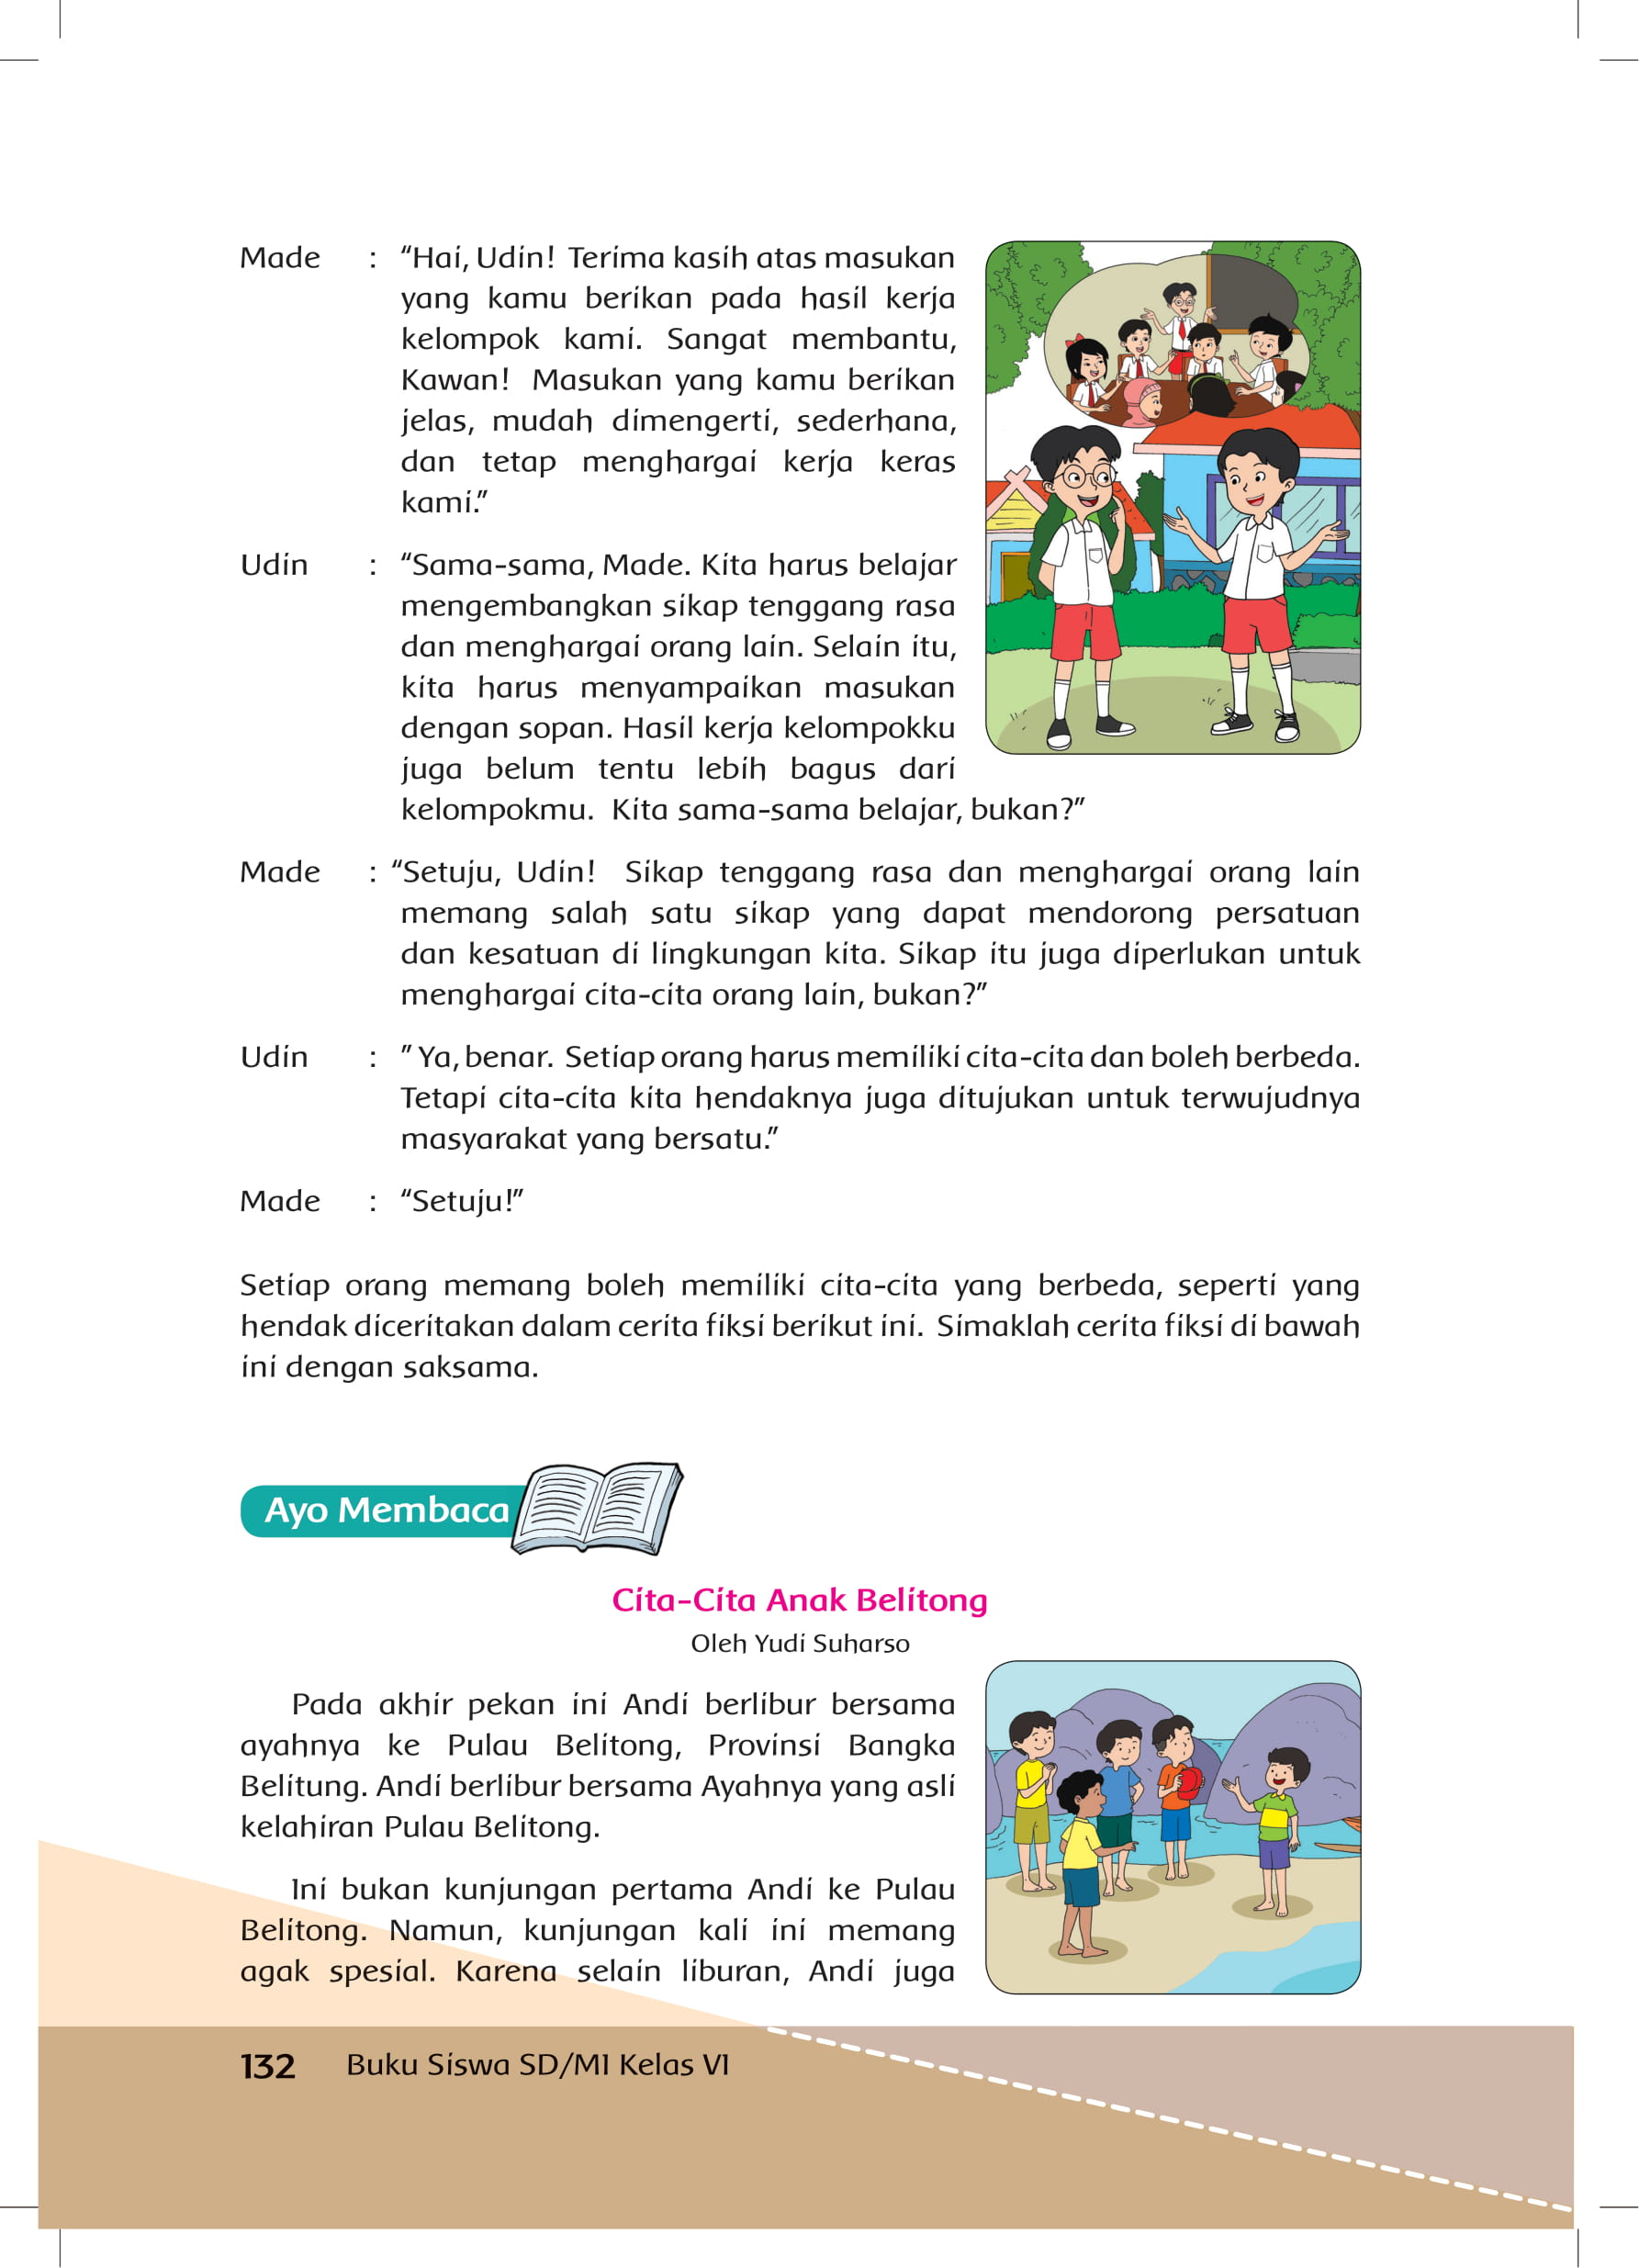 Made : “Hai, Udin! Terima kasih atas masukan
yang kamu berikan pada hasil kerja
kelompok kami. Sangat membantu,
Kawan! Masukan yang kamu berikan
jelas, mudah dimengerti, sederhana,
dan tetap menghargai kerja keras
kami.”
Udin : “Sama-sama, Made. Kita harus belajar
mengembangkan sikap tenggang rasa
dan menghargai orang lain. Selain itu,
kita harus menyampaikan masukan
dengan sopan. Hasil kerja kelompokku
juga belum tentu lebih bagus dari
kelompokmu. Kita sama-sama belajar, bukan?”
Made : “Setuju, Udin! Sikap tenggang rasa dan menghargai orang lain
memang salah satu sikap yang dapat mendorong persatuan
dan kesatuan di lingkungan kita. Sikap itu juga diperlukan untuk
menghargai cita-cita orang lain, bukan?”
Udin : ” Ya, benar. Setiap orang harus memiliki cita-cita dan boleh berbeda.
Tetapi cita-cita kita hendaknya juga ditujukan untuk terwujudnya
masyarakat yang bersatu.”
Made : “Setuju!”
Setiap orang memang boleh memiliki cita-cita yang berbeda, seperti yang
hendak diceritakan dalam cerita fiksi berikut ini. Simaklah cerita fiksi di bawah
ini dengan saksama.
Ayo Membaca
Cita-Cita Anak Belitong
Oleh Yudi Suharso
Pada akhir pekan ini Andi berlibur bersama
ayahnya ke Pulau Belitong, Provinsi Bangka
Belitung. Andi berlibur bersama Ayahnya yang asli
kelahiran Pulau Belitong.
Ini bukan kunjungan pertama Andi ke Pulau
Belitong. Namun, kunjungan kali ini memang
agak spesial. Karena selain liburan, Andi juga
132 Buku Siswa SD/MI Kelas VI